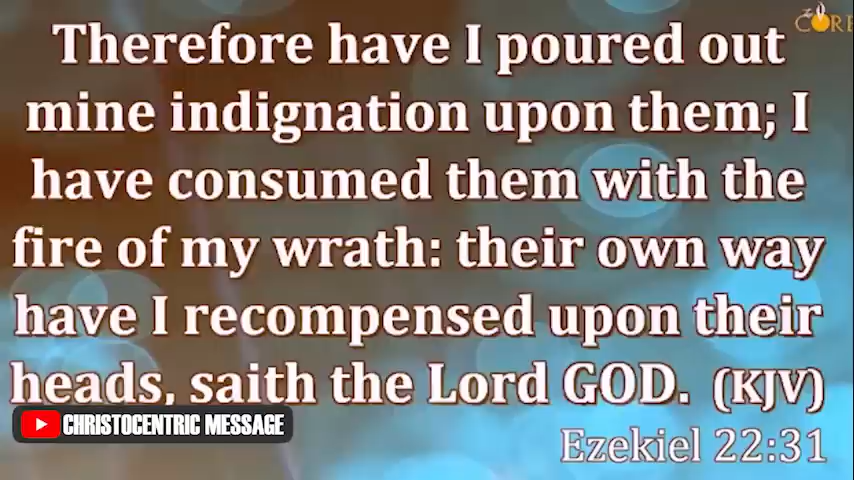 Therefore have I poured out
mine indignation upon them; I
have consumed them with the
fire of my wrath: their own way
have I recompensed upon their
heads, saith the Lord GOD. (KJV)
CHRISTOCENTRIC MESSAGE
Ezekiel 22:31